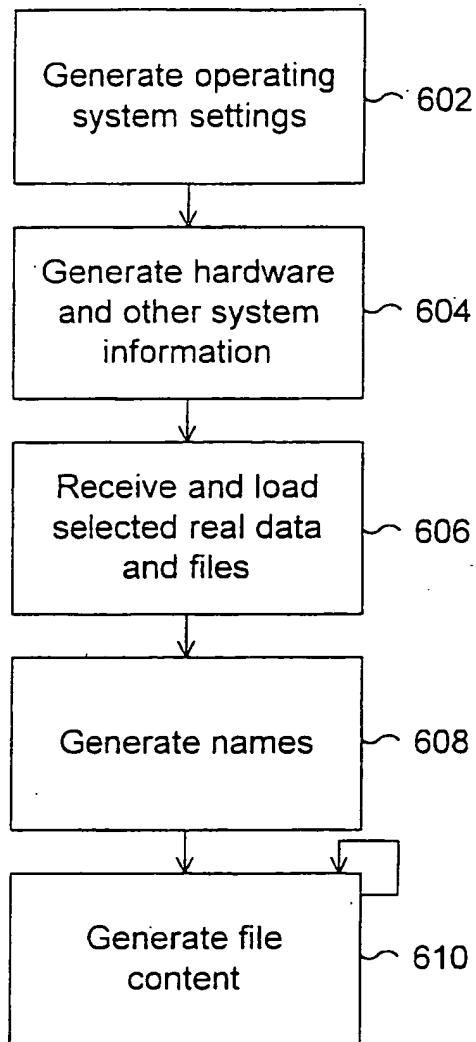 Generate operating
system settings
602
Generate hardware
and other system
information
604
Receive and load
selected real data
and files
606
Generate names
608
Generate file
content
610